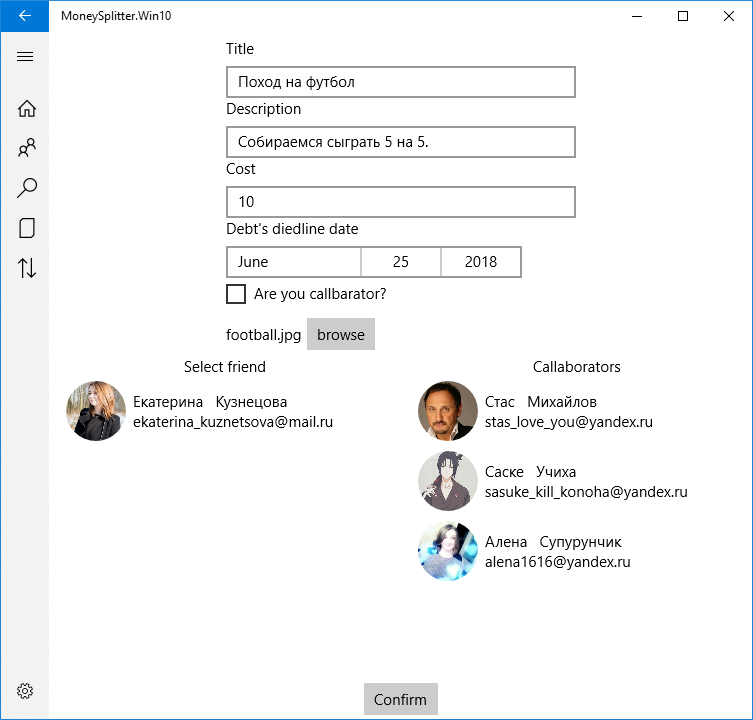 MoneySplitter.Win10
Title
Поход на футбол
Description
Собираемся сыграть 5 на 5.
Cost
10
Debt's diedline date
June 25 2018
Are you callbarator?
football.jpg browse
Select friend
Екатерина Кузнецова
ekaterina_kuznetsova@mail.ru
Callaborators
Стас Михайлов
stas_love_you@yandex.ru
Саске Учиха
sasuke_kill_konoha@yandex.ru
Алена Супурунчик
alena1616@yandex.ru
Confirm